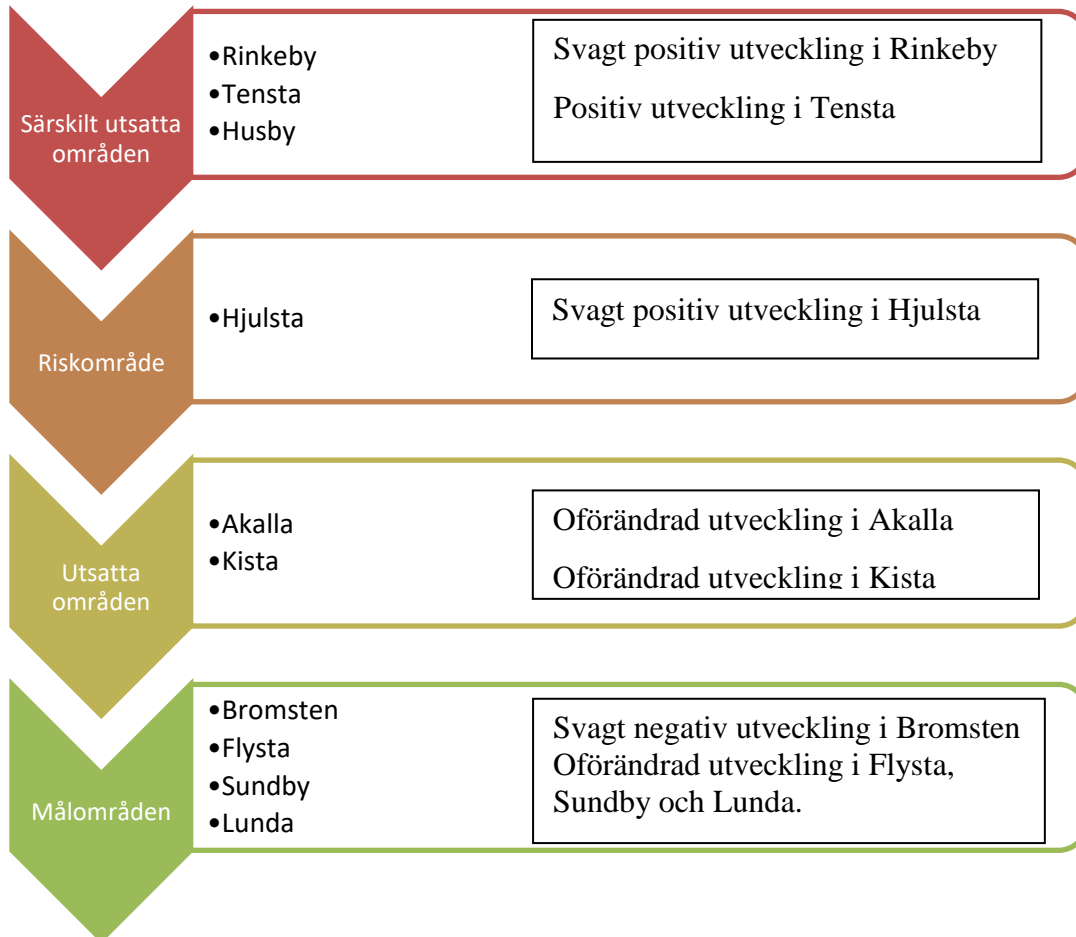 Särskilt utsatta
områden
•Rinkeby
•Tensta
•Husby
Svagt positiv utveckling i Rinkeby
Positiv utveckling i Tensta
Riskområde
•Hjulsta
Svagt positiv utveckling i Hjulsta
Utsatta
områden
•Akalla
•Kista
Oförändrad utveckling i Akalla
Oförändrad utveckling i Kista
Målområden
•Bromsten
•Flysta
•Sundby
•Lunda
Svagt negativ utveckling i Bromsten
Oförändrad utveckling i Flysta,
Sundby och Lunda.